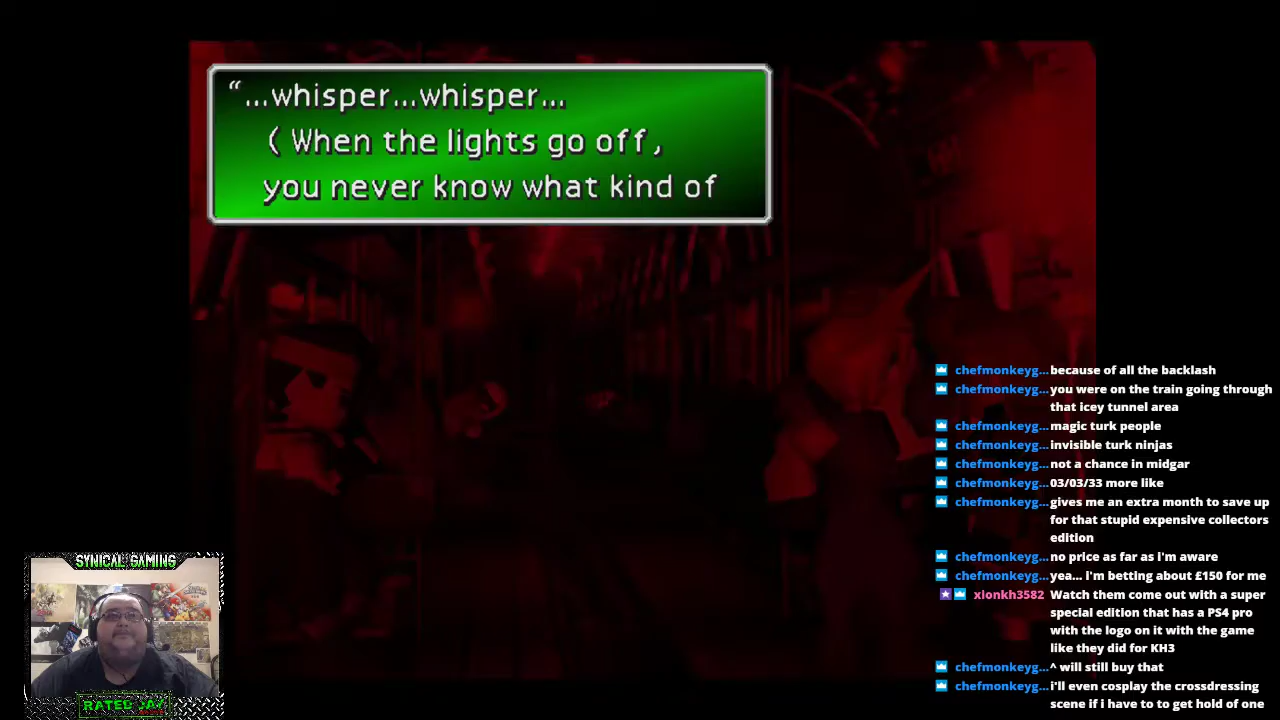 “...whisper...whisper...
( When the lights go off,
you never know what kind of
chefmonkeyg... because of all the backlash
chefmonkeyg... you were on the train going through
that icey tunnel area
chefmonkeyg... magic turk people
chefmonkeyg... invisible turk ninjas
chefmonkeyg... not a chance in midgar
chefmonkeyg... 03/03/33 more like
chefmonkeyg... gives me an extra month to save up
for that stupid expensive collectors
edition
chefmonkeyg... no price as far as i'm aware
chefmonkeyg... yea... I'm betting about £150 for me
xionkh3582 Watch them come out with a super
special edition that has a PS4 pro
with the logo on it with the game
like they did for KH3
chefmonkeyg... ^ will still buy that
chefmonkeyg... i'll even cosplay the crossdressing
scene if i have to to get hold of one
SYNICAL GAMING
RATED JAY